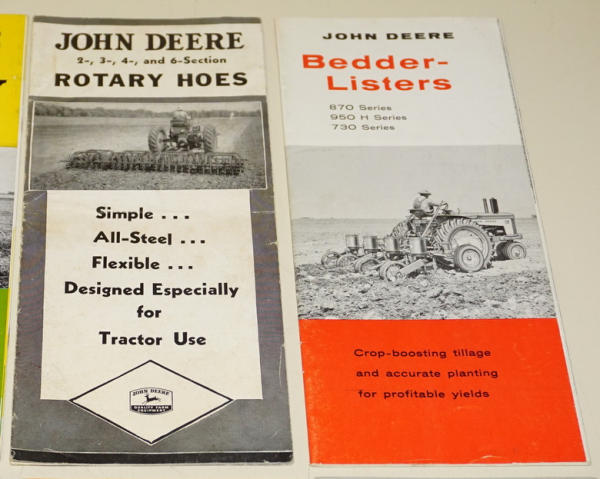 JOHN DEERE
2-, 3-, 4-, and 6-Section
ROTARY HOES
Simple . . .
All-Steel . . .
Flexible . . .
Designed Especially
for
Tractor Use
JOHN DEERE
QUALITY FARM
EQUIPMENT
JOHN DEERE
Bedder-
Listers
870 Series
950 H Series
730 Series
Crop-boosting tillage
and accurate planting
for profitable yields